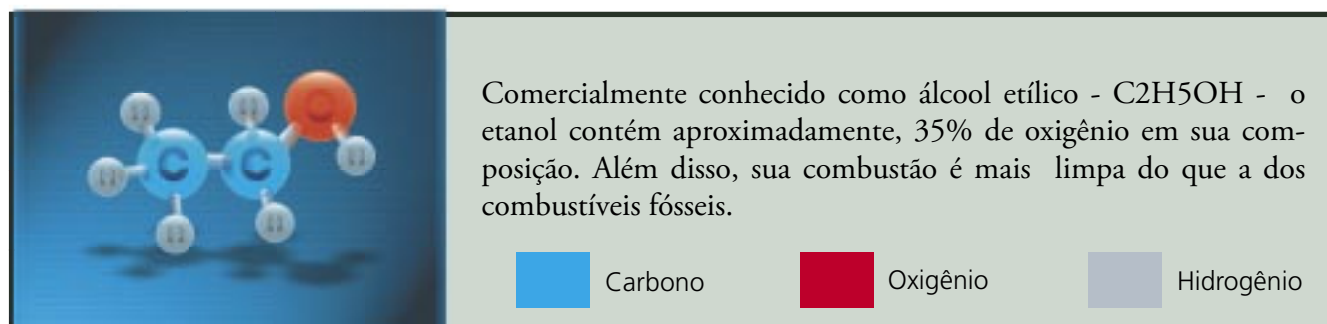 H
H
O
C
C
H
H
H
H
Comercialmente conhecido como álcool etílico - C2H5OH - o
etanol contém aproximadamente, 35% de oxigênio em sua com-
posição. Além disso, sua combustão é mais limpa do que a dos
combustíveis fósseis.
Carbono
Oxigênio
Hidrogênio